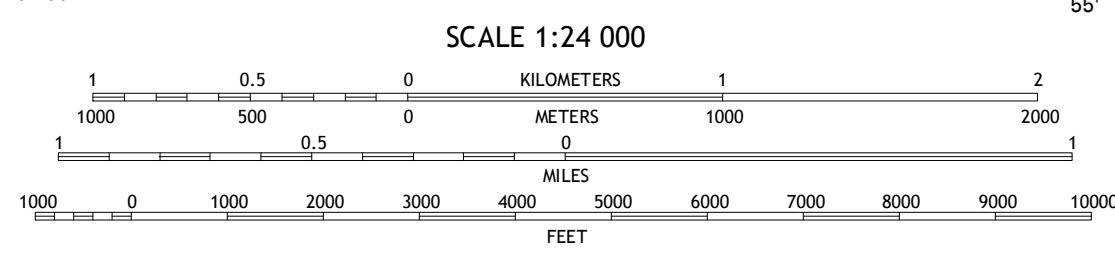 55'
SCALE 1:24 000
1 0.5 0 KILOMETERS 1 2
1000 500 0 METERS 1000 2000
1 0.5 0 1
MILES
1000 0 1000 2000 3000 4000 5000 6000 7000 8000 9000 10000
FEET